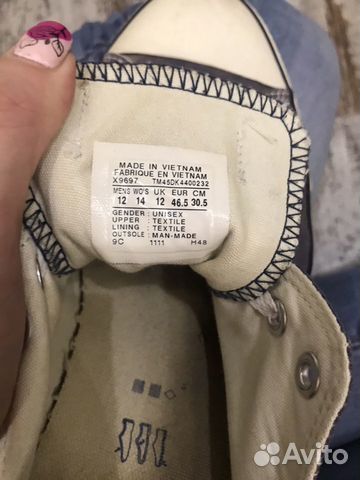 MADE IN VIETNAM
FABRIQUE EN VIETNAM
X9697 TM45DK4400232
MENS WO'S UK EUR CM
12 14 12 46.5 30.5
GENDER : UNISEX
UPPER : TEXTILE
LINING : TEXTILE
OUTSOLE : MAN-MADE
9C 1111 H48
Avito